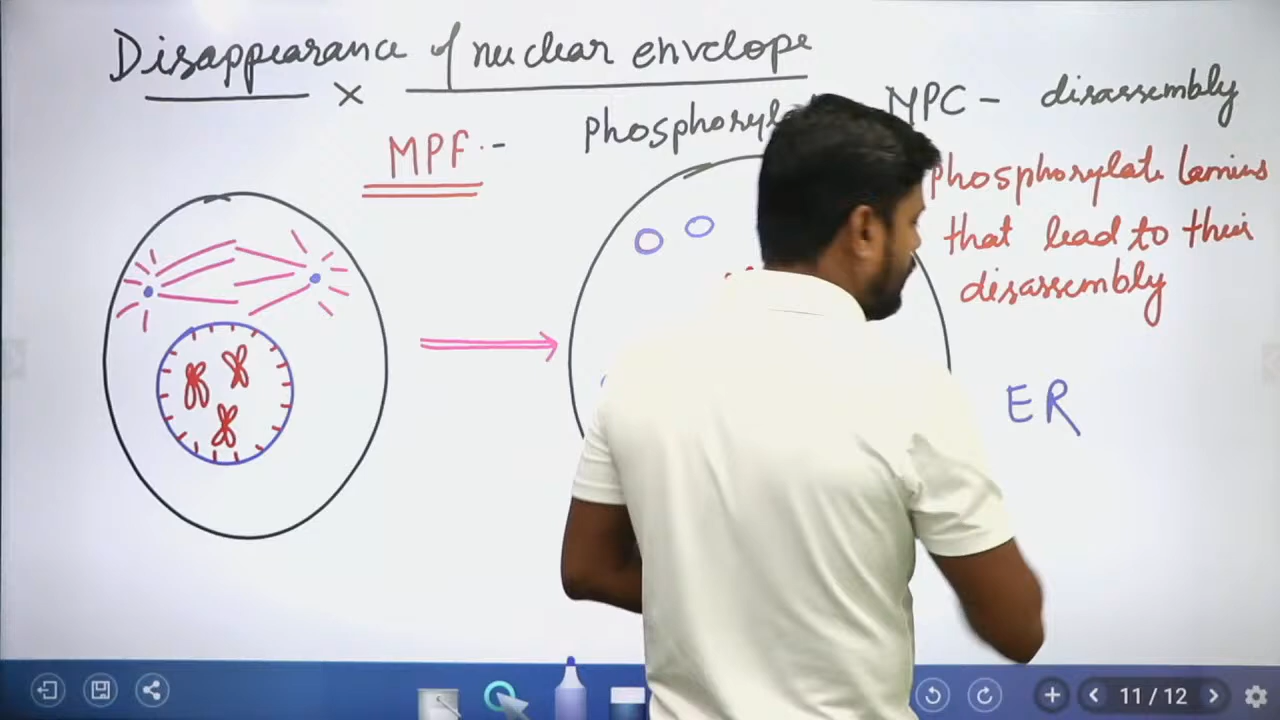 Disappearance of nuclear envelope
MPF - NPC - disassembly
phosphorylate lamins
that lead to their
disassembly
ER
11 / 12